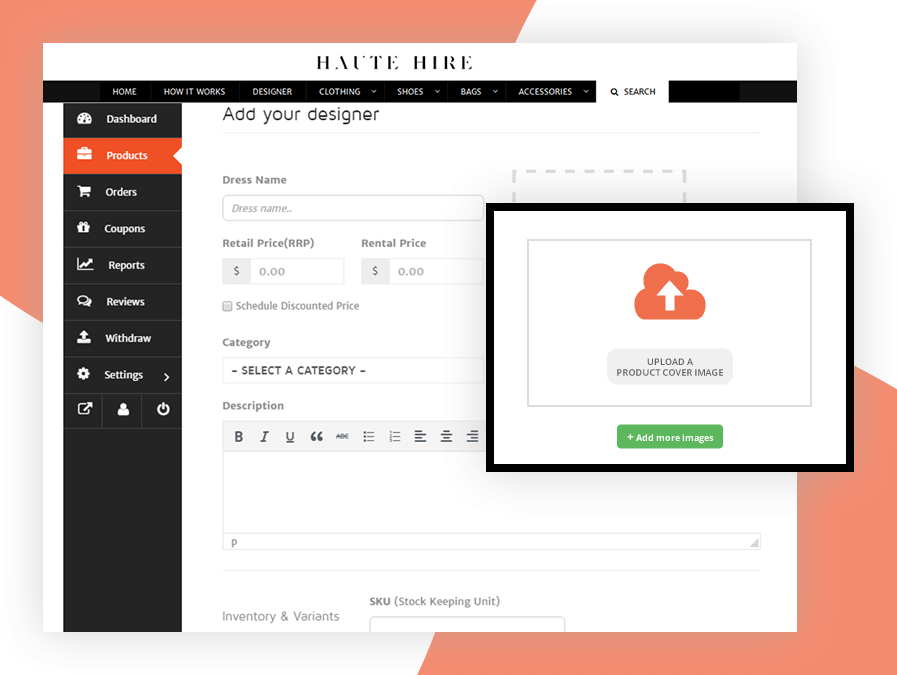 HAUTE HIRE
HOME HOW IT WORKS DESIGNER CLOTHING SHOES BAGS ACCESSORIES SEARCH
Dashboard
Products
Orders
Coupons
Reports
Reviews
Withdraw
Settings
Add your designer
Dress Name
Dress name..
Retail Price(RRP) Rental Price
$ 0.00 $ 0.00
Schedule Discounted Price
Category
– SELECT A CATEGORY –
Description
B I U ABC
p
SKU (Stock Keeping Unit)
Inventory & Variants
UPLOAD A
PRODUCT COVER IMAGE
+ Add more images